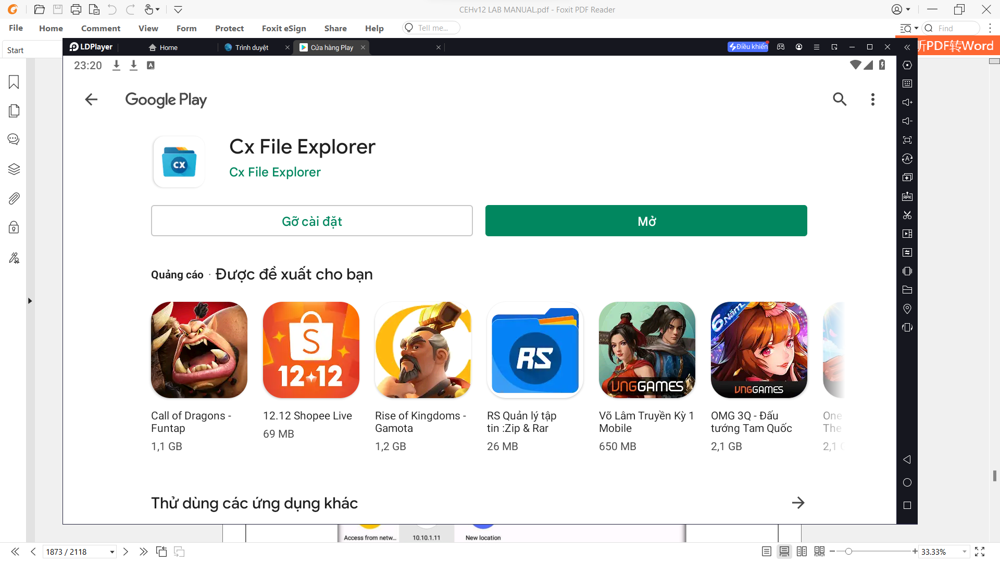 CEHv12 LAB MANUAL.pdf - Foxit PDF Reader
File Home Comment View Form Protect Foxit eSign Share Help Tell me... Find
Start
LDPlayer Home Trình duyệt Cửa hàng Play Điều khiển
PDF转Word
23:20
Google Play
Cx File Explorer
Cx File Explorer
Gỡ cài đặt
Mở
Quảng cáo · Được đề xuất cho bạn
S
12.12
RS
VNGGAMES
6 Năm
VNGGAMES
Call of Dragons -
Funtap
1,1 GB
12.12 Shopee Live
69 MB
Rise of Kingdoms -
Gamota
1,2 GB
RS Quản lý tập
tin :Zip & Rar
26 MB
Võ Lâm Truyền Kỳ 1
Mobile
650 MB
OMG 3Q - Đấu
tướng Tam Quốc
2,1 GB
One
The
2,1
Thử dùng các ứng dụng khác
Access from netw... 10.10.1.11 New location
1873 / 2118
33.33%